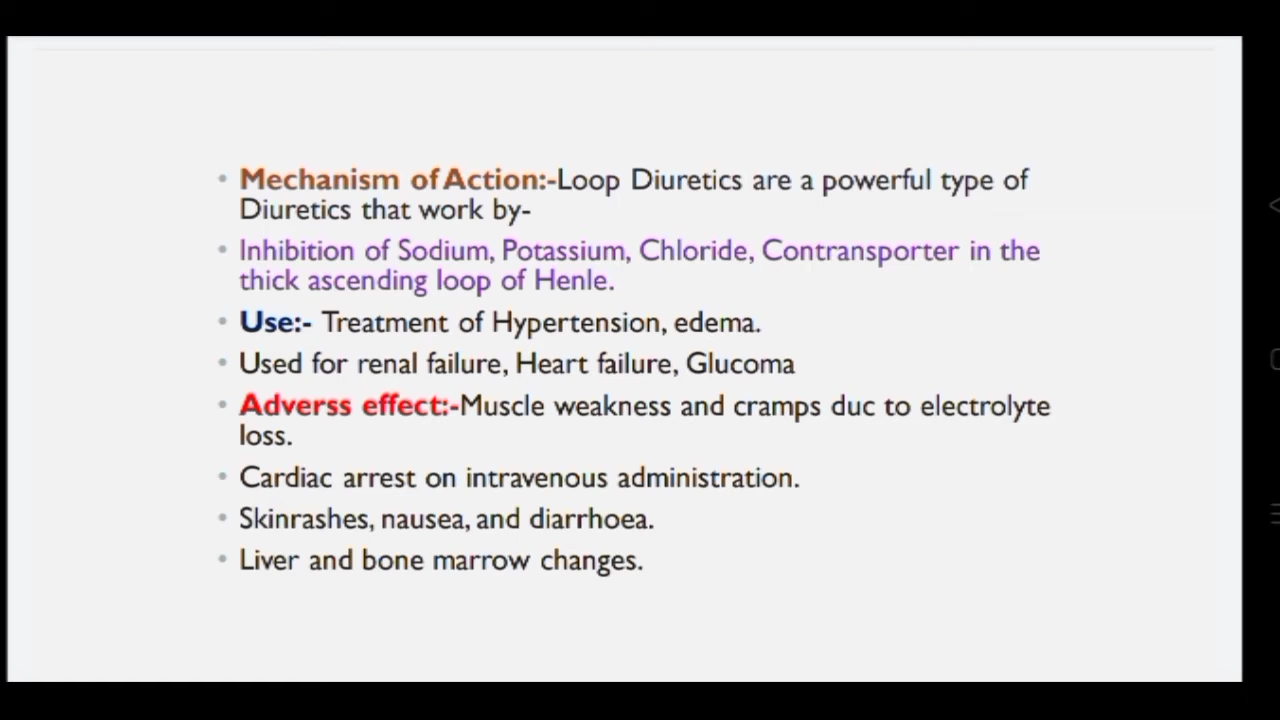 • Mechanism of Action:-Loop Diuretics are a powerful type of
Diuretics that work by-
• Inhibition of Sodium, Potassium, Chloride, Contransporter in the
thick ascending loop of Henle.
• Use:- Treatment of Hypertension, edema.
• Used for renal failure, Heart failure, Glucoma
• Adverss effect:-Muscle weakness and cramps duc to electrolyte
loss.
• Cardiac arrest on intravenous administration.
• Skinrashes, nausea, and diarrhoea.
• Liver and bone marrow changes.